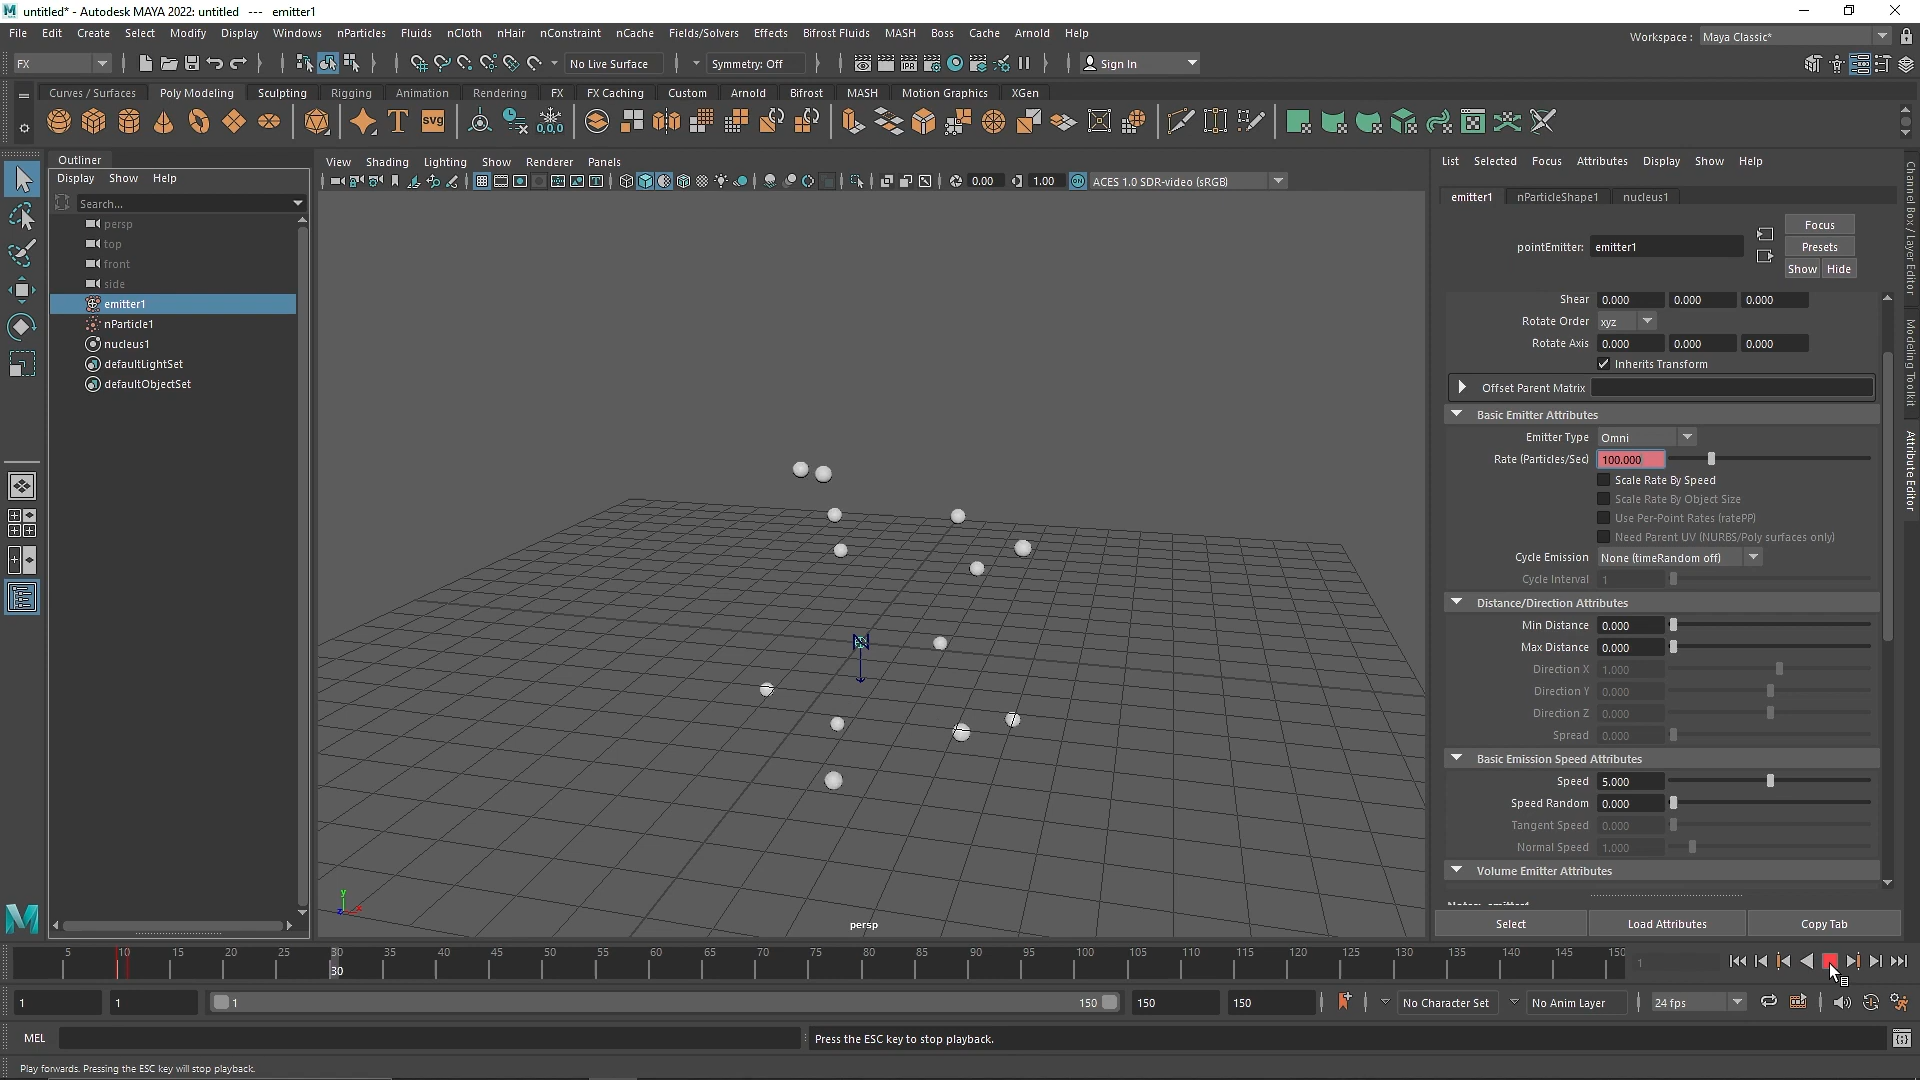 untitled* - Autodesk MAYA 2022: untitled --- emitter1
File Edit Create Select Modify Display Windows nParticles Fluids nCloth nHair nConstraint nCache Fields/Solvers Effects Bifrost Fluids MASH Boss Cache Arnold Help
Workspace : Maya Classic*
FX No Live Surface Symmetry: Off Sign In
Curves / Surfaces Poly Modeling Sculpting Rigging Animation Rendering FX FX Caching Custom Arnold Bifrost MASH Motion Graphics XGen
T svg 0,0,0
Outliner
Display Show Help
Search...
persp
top
front
side
emitter1
nParticle1
nucleus1
defaultLightSet
defaultObjectSet
View Shading Lighting Show Renderer Panels
0.00 1.00 ACES 1.0 SDR-video (sRGB)
N
y
persp
List Selected Focus Attributes Display Show Help
emitter1 nParticleShape1 nucleus1
Focus
pointEmitter: emitter1 Presets
Show Hide
Shear 0.000 0.000 0.000
Rotate Order xyz
Rotate Axis 0.000 0.000 0.000
Inherits Transform
Offset Parent Matrix
Basic Emitter Attributes
Emitter Type Omni
Rate (Particles/Sec) 100.000
Scale Rate By Speed
Scale Rate By Object Size
Use Per-Point Rates (ratePP)
Need Parent UV (NURBS/Poly surfaces only)
Cycle Emission None (timeRandom off)
Cycle Interval 1
Distance/Direction Attributes
Min Distance 0.000
Max Distance 0.000
Direction X 1.000
Direction Y 0.000
Direction Z 0.000
Spread 0.000
Basic Emission Speed Attributes
Speed 5.000
Speed Random 0.000
Tangent Speed 0.000
Normal Speed 1.000
Volume Emitter Attributes
Select Load Attributes Copy Tab
Channel Box / Layer Editor
Modeling Toolkit
Attribute Editor
5 10 15 20 25 30 35 40 45 50 55 60 65 70 75 80 85 90 95 100 105 110 115 120 125 130 135 140 145 150
30
1
1 1 1 150 150 150 No Character Set No Anim Layer 24 fps
MEL Press the ESC key to stop playback.
Play forwards. Pressing the ESC key will stop playback.